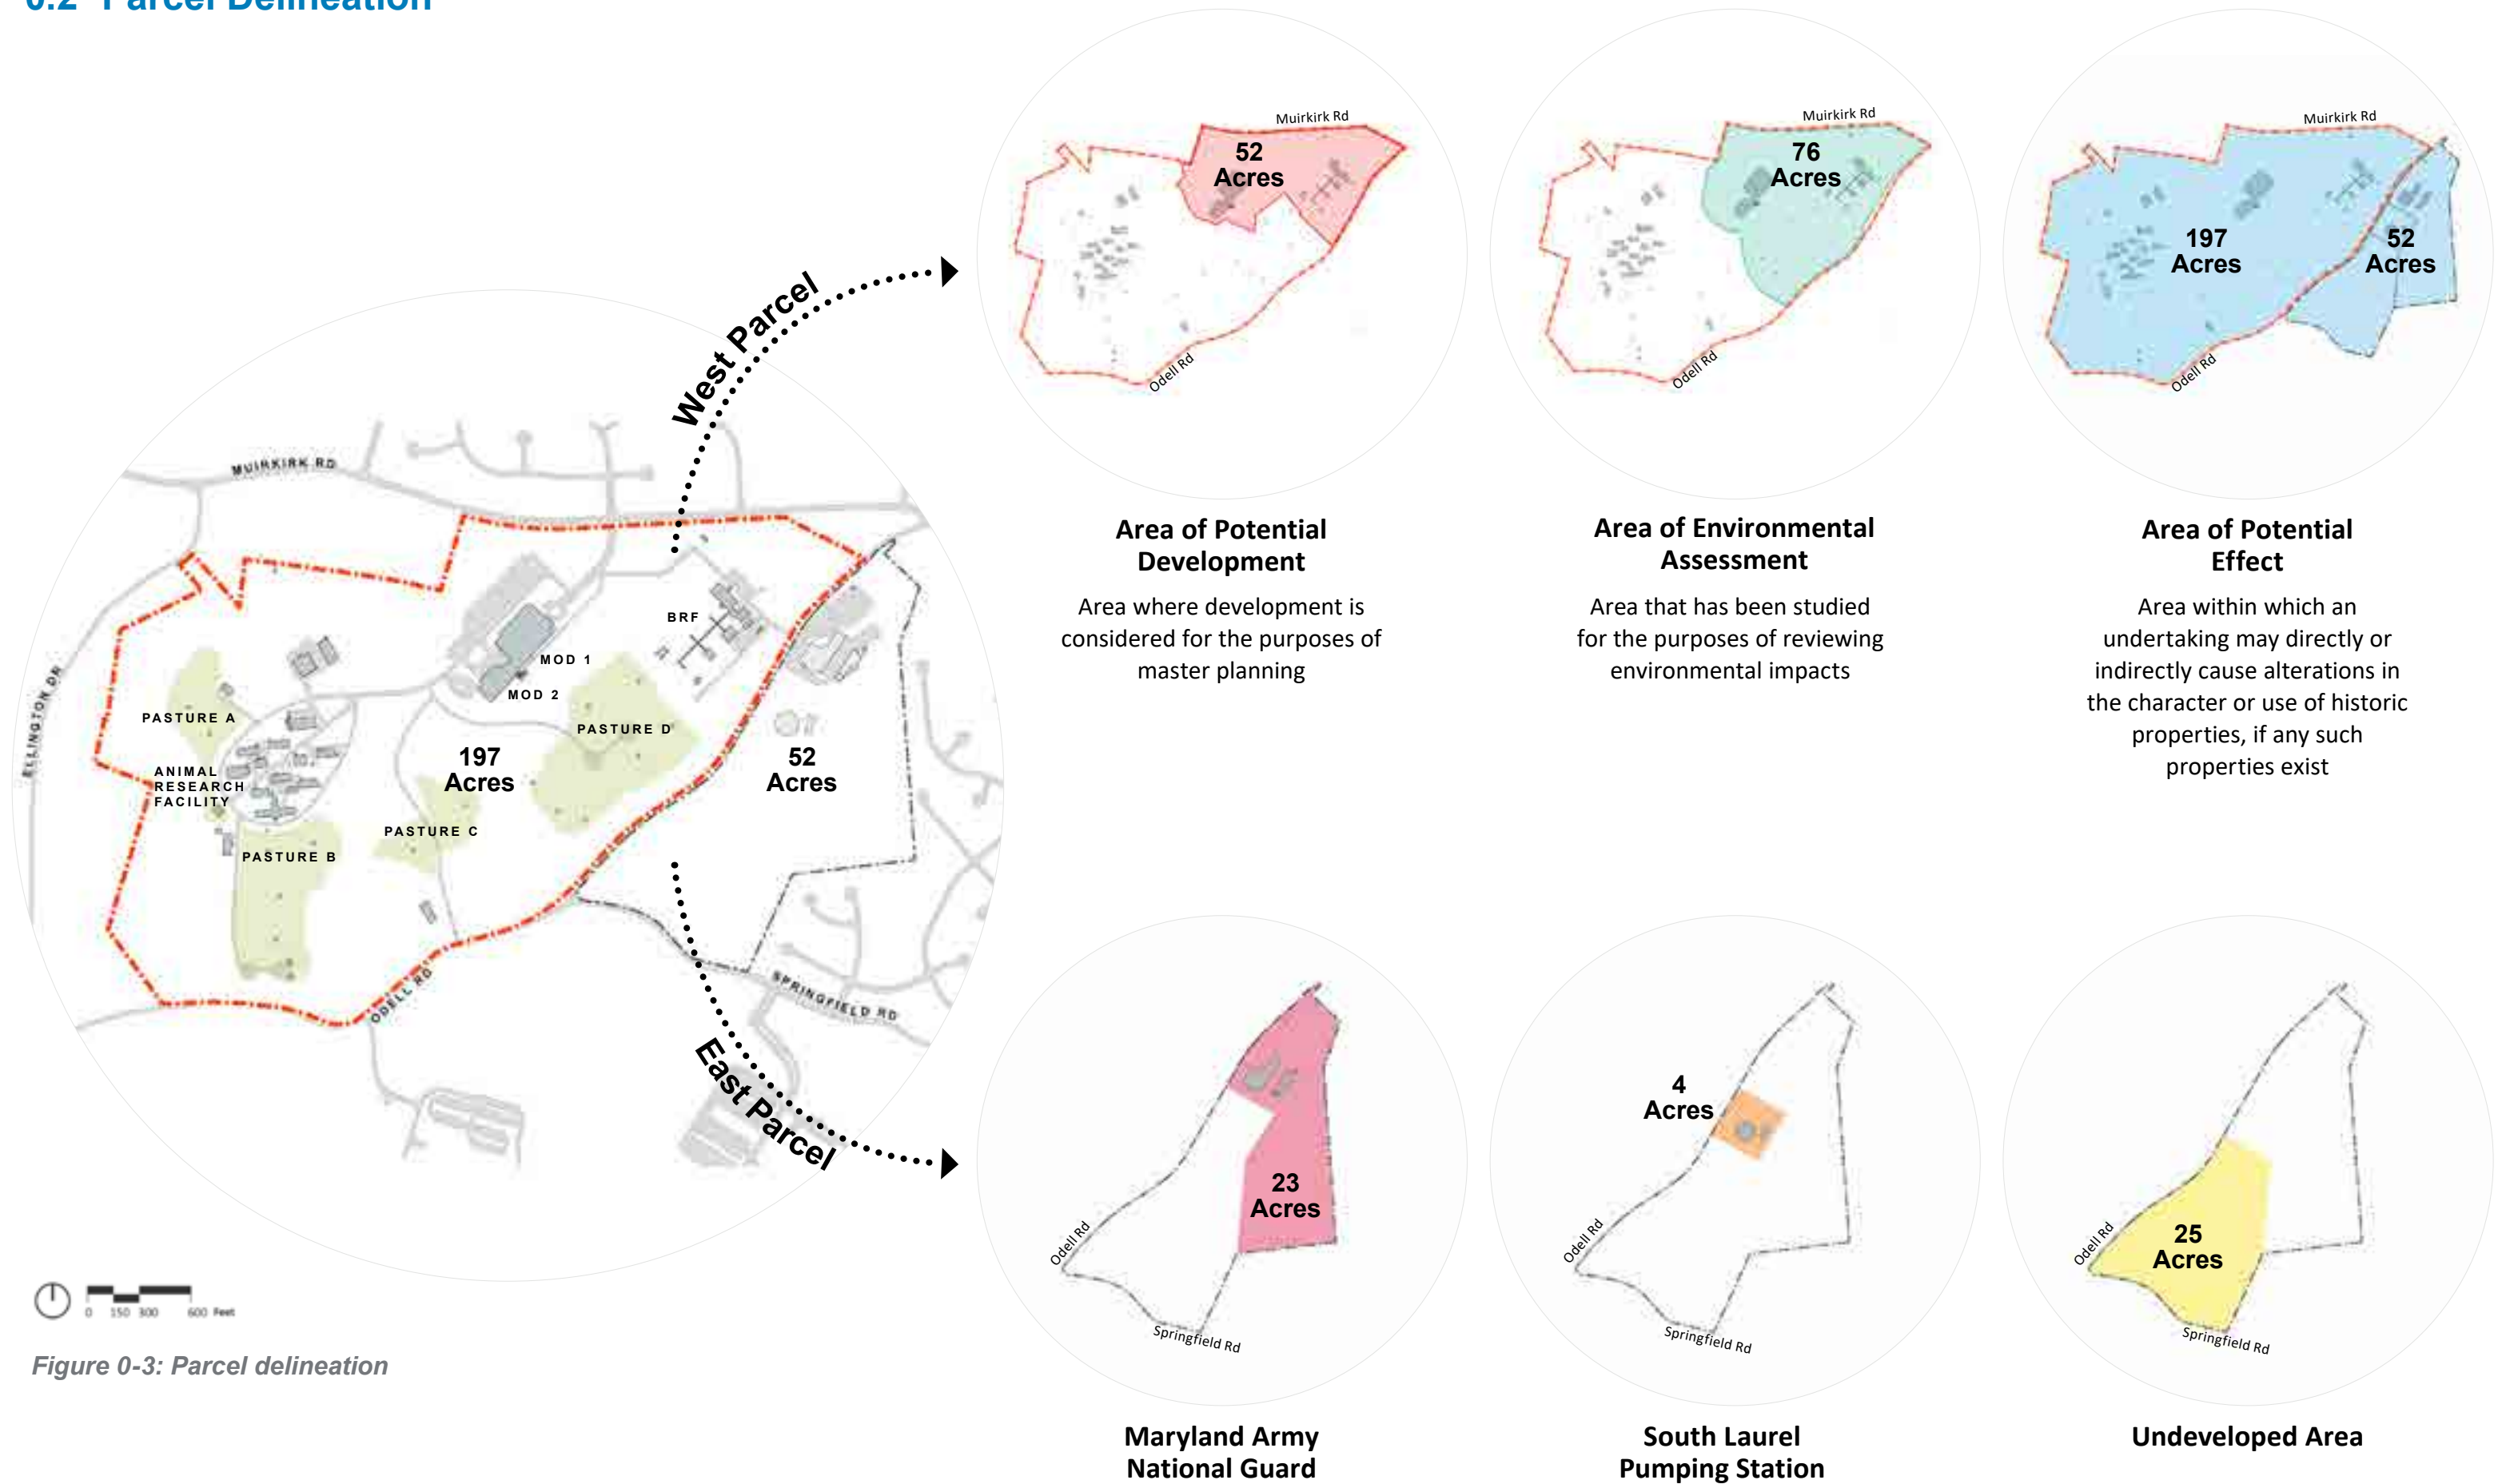 0.2 Parcel Delineation
MUIRKIRK RD
ELLINGTON DR
BRF
MOD 1
MOD 2
PASTURE A
PASTURE D
ANIMAL
RESEARCH
FACILITY
197
Acres
52
Acres
PASTURE C
PASTURE B
ODELL RD
SPRINGFIELD RD
West Parcel
East Parcel
0 150 300 600 Feet
Figure 0-3: Parcel delineation
Muirkirk Rd
52
Acres
Odell Rd
Area of Potential
Development
Area where development is
considered for the purposes of
master planning
Muirkirk Rd
76
Acres
Odell Rd
Area of Environmental
Assessment
Area that has been studied
for the purposes of reviewing
environmental impacts
Muirkirk Rd
197
Acres
52
Acres
Odell Rd
Area of Potential
Effect
Area within which an
undertaking may directly or
indirectly cause alterations in
the character or use of historic
properties, if any such
properties exist
23
Acres
Odell Rd
Springfield Rd
Maryland Army
National Guard
4
Acres
Odell Rd
Springfield Rd
South Laurel
Pumping Station
25
Acres
Odell Rd
Springfield Rd
Undeveloped Area